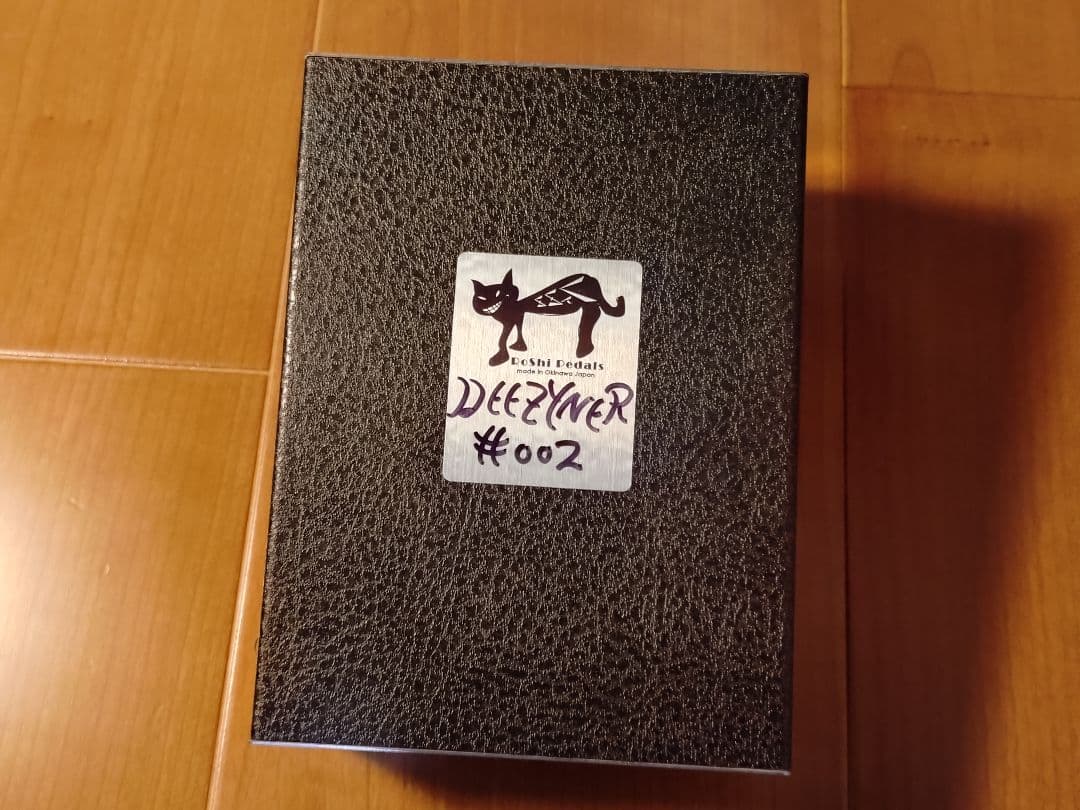 RoShi Pedals
made in Okinawa Japan
DEEZYNER
#002